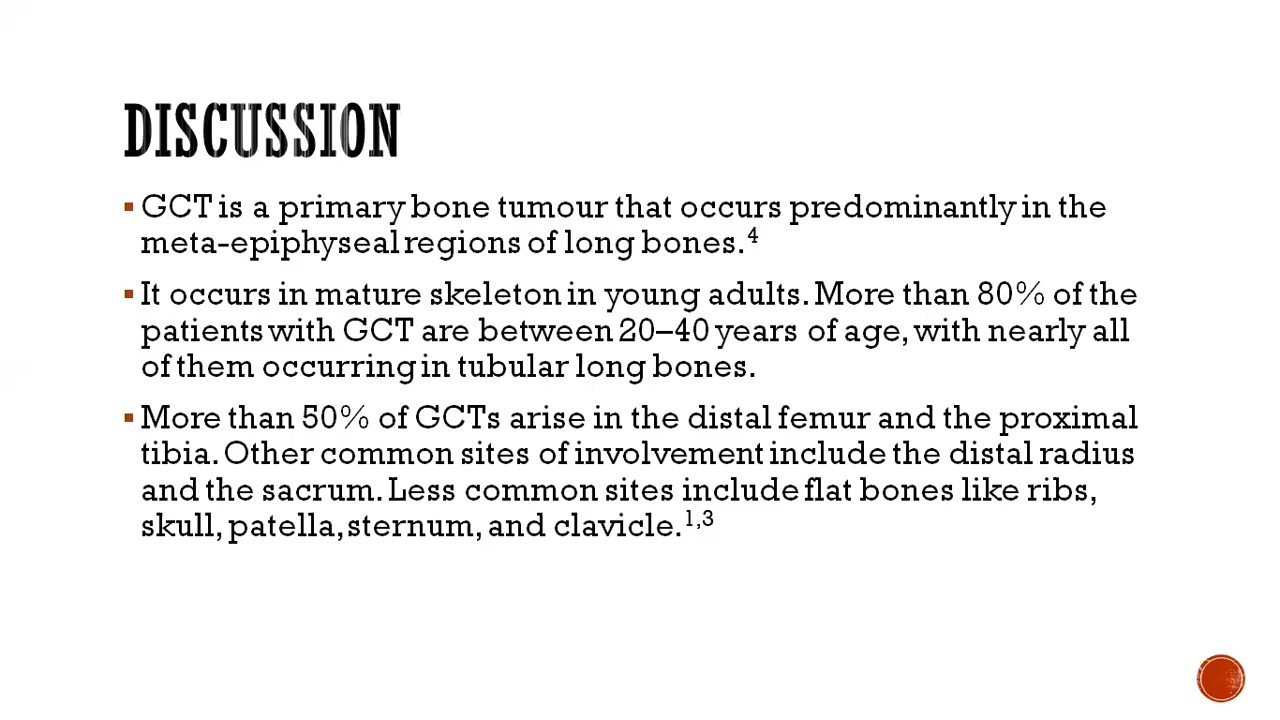 DISCUSSION
▪ GCT is a primary bone tumour that occurs predominantly in the
meta-epiphyseal regions of long bones.⁴
▪ It occurs in mature skeleton in young adults. More than 80% of the
patients with GCT are between 20–40 years of age, with nearly all
of them occurring in tubular long bones.
▪ More than 50% of GCTs arise in the distal femur and the proximal
tibia. Other common sites of involvement include the distal radius
and the sacrum. Less common sites include flat bones like ribs,
skull, patella, sternum, and clavicle.¹,³